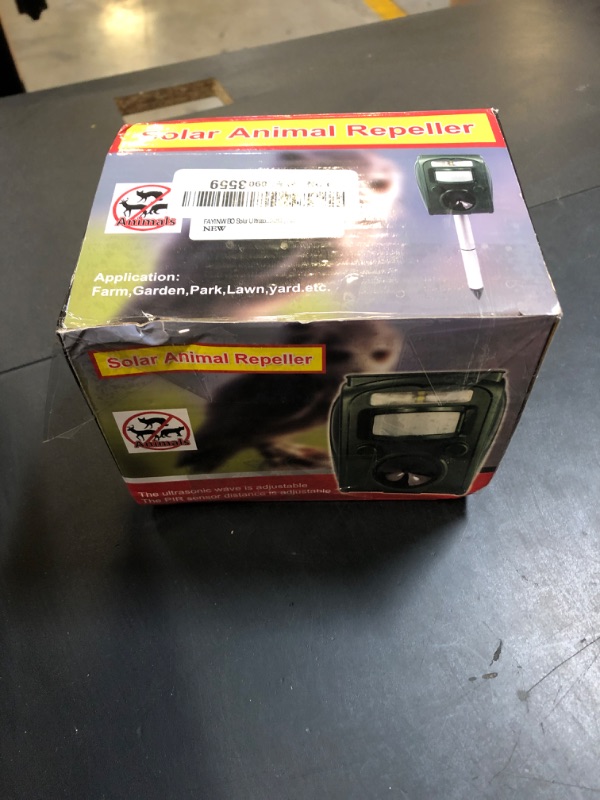 Solar Animal Repeller
3559
NEW
Animals
Application:
Farm,Garden,Park,Lawn,yard.etc.
Solar Animal Repeller
Animals
The ultrasonic wave is adjustable
The PIR sensor distance is adjustable